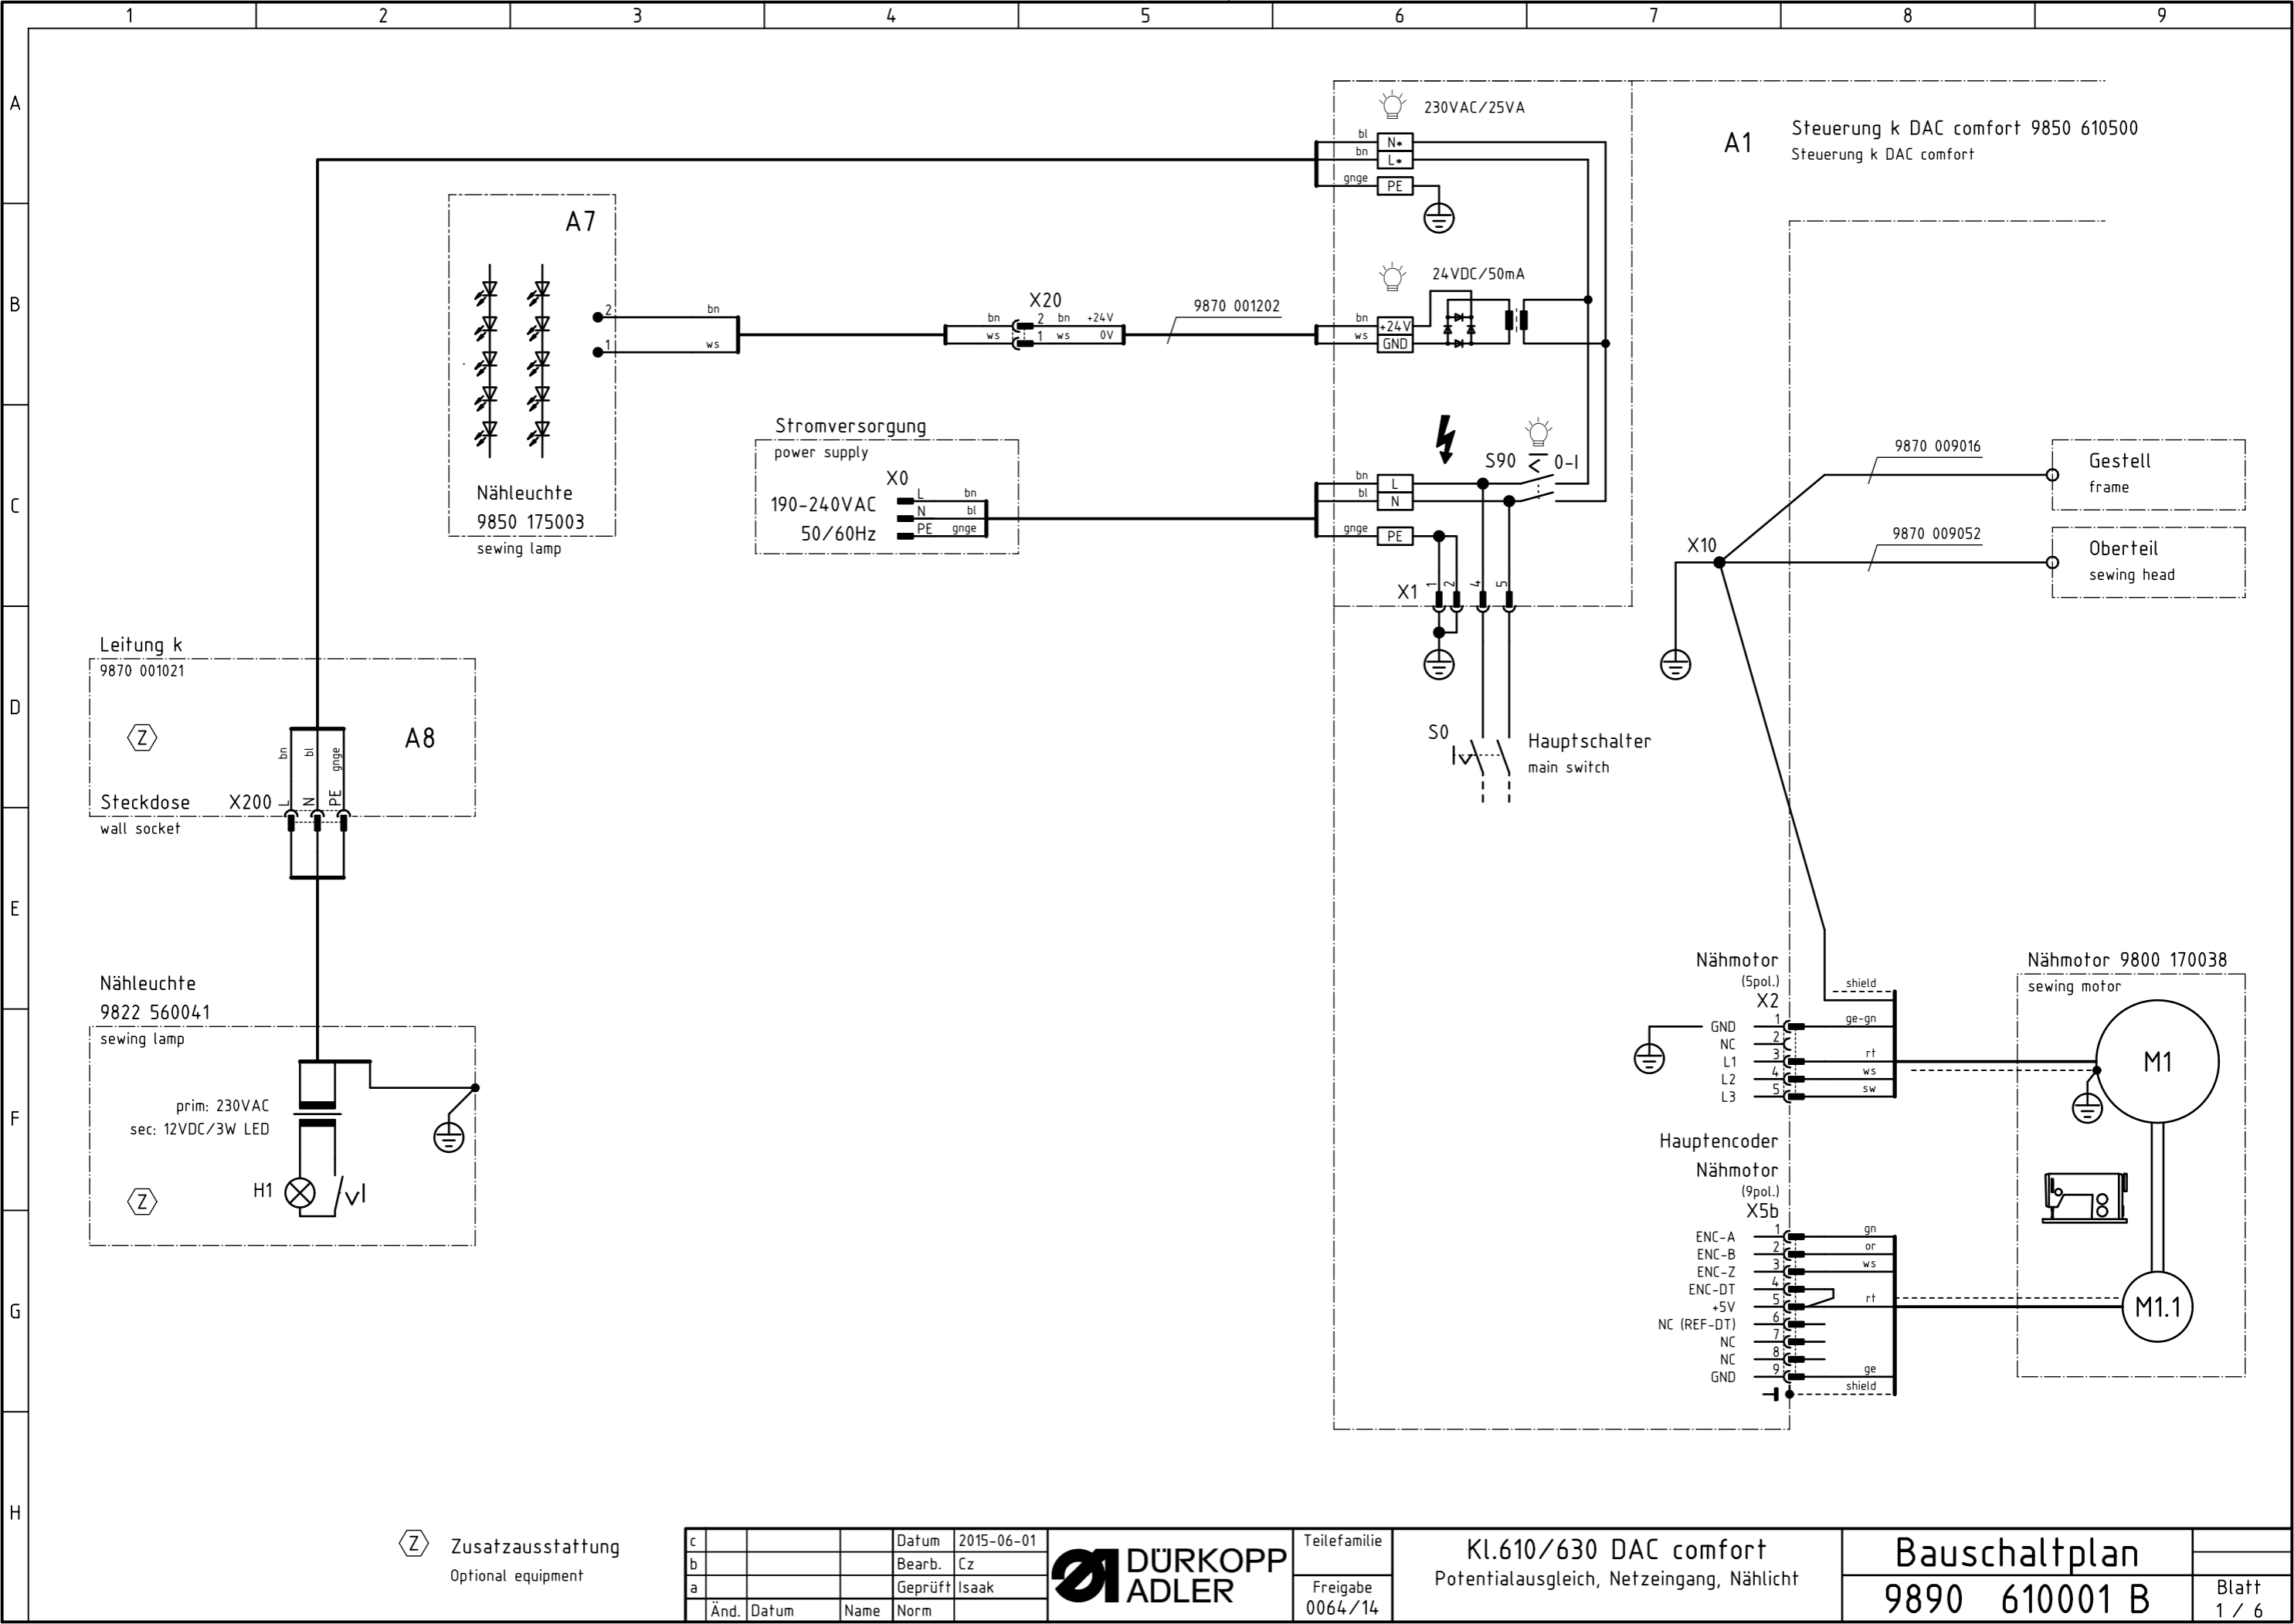 1 2 3 4 5 6 7 8 9
A
B
C
D
E
F
G
H
230VAC/25VA
bl N*
bn L*
gnge PE
A1
Steuerung k DAC comfort 9850 610500
Steuerung k DAC comfort
A7
2 bn
1 ws
Nähleuchte
9850 175003
sewing lamp
X20
bn 2 bn +24V
ws 1 ws 0V
9870 001202
24VDC/50mA
bn +24V
ws GND
Stromversorgung
power supply
X0
190-240VAC
50/60Hz
L bn
N bl
PE gnge
bn L
bl N
gnge PE
S90 0-I
X1 1 2 4 5
S0
Hauptschalter
main switch
X10
9870 009016
Gestell
frame
9870 009052
Oberteil
sewing head
Leitung k
9870 001021
Z
A8
bn bl gnge
Steckdose X200 L N PE
wall socket
Nähleuchte
9822 560041
sewing lamp
prim: 230VAC
sec: 12VDC/3W LED
H1
Z
Nähmotor
(5pol.)
X2
shield
GND 1 ge-gn
NC 2
L1 3 rt
L2 4 ws
L3 5 sw
Nähmotor 9800 170038
sewing motor
M1
M1.1
Hauptencoder
Nähmotor
(9pol.)
X5b
ENC-A 1 gn
ENC-B 2 or
ENC-Z 3 ws
ENC-DT 4
+5V 5 rt
NC (REF-DT) 6
NC 7
NC 8
GND 9 ge
shield
Z Zusatzausstattung
Optional equipment
c Datum 2015-06-01
b Bearb. Cz
a Geprüft Isaak
Änd. Datum Name Norm
DÜRKOPP
ADLER
Teilefamilie
Freigabe
0064/14
Kl.610/630 DAC comfort
Potentialausgleich, Netzeingang, Nählicht
Bauschaltplan
9890 610001 B
Blatt
1 / 6